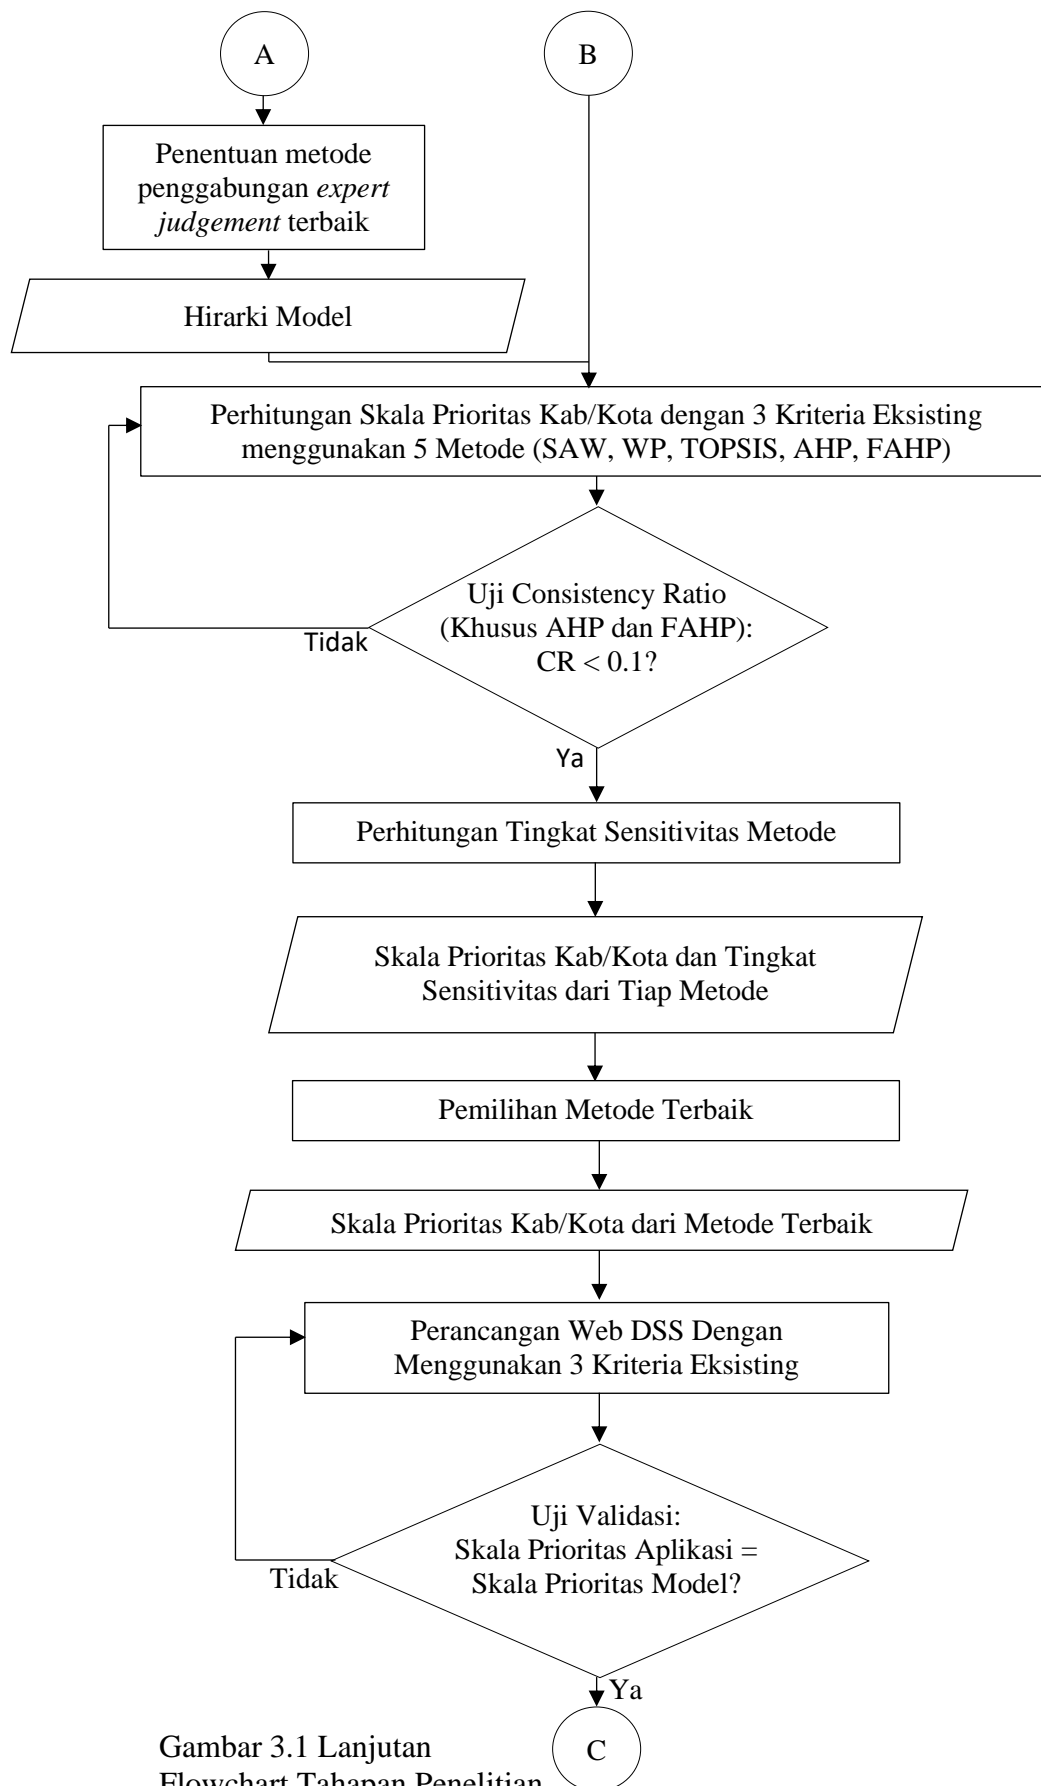 A
B
Penentuan metode
penggabungan expert
judgement terbaik
Hirarki Model
Perhitungan Skala Prioritas Kab/Kota dengan 3 Kriteria Eksisting
menggunakan 5 Metode (SAW, WP, TOPSIS, AHP, FAHP)
Uji Consistency Ratio
(Khusus AHP dan FAHP):
CR < 0.1?
Tidak
Ya
Perhitungan Tingkat Sensitivitas Metode
Skala Prioritas Kab/Kota dan Tingkat
Sensitivitas dari Tiap Metode
Pemilihan Metode Terbaik
Skala Prioritas Kab/Kota dari Metode Terbaik
Perancangan Web DSS Dengan
Menggunakan 3 Kriteria Eksisting
Uji Validasi:
Skala Prioritas Aplikasi =
Skala Prioritas Model?
Tidak
Ya
C
Gambar 3.1 Lanjutan
Flowchart Tahapan Penelitian